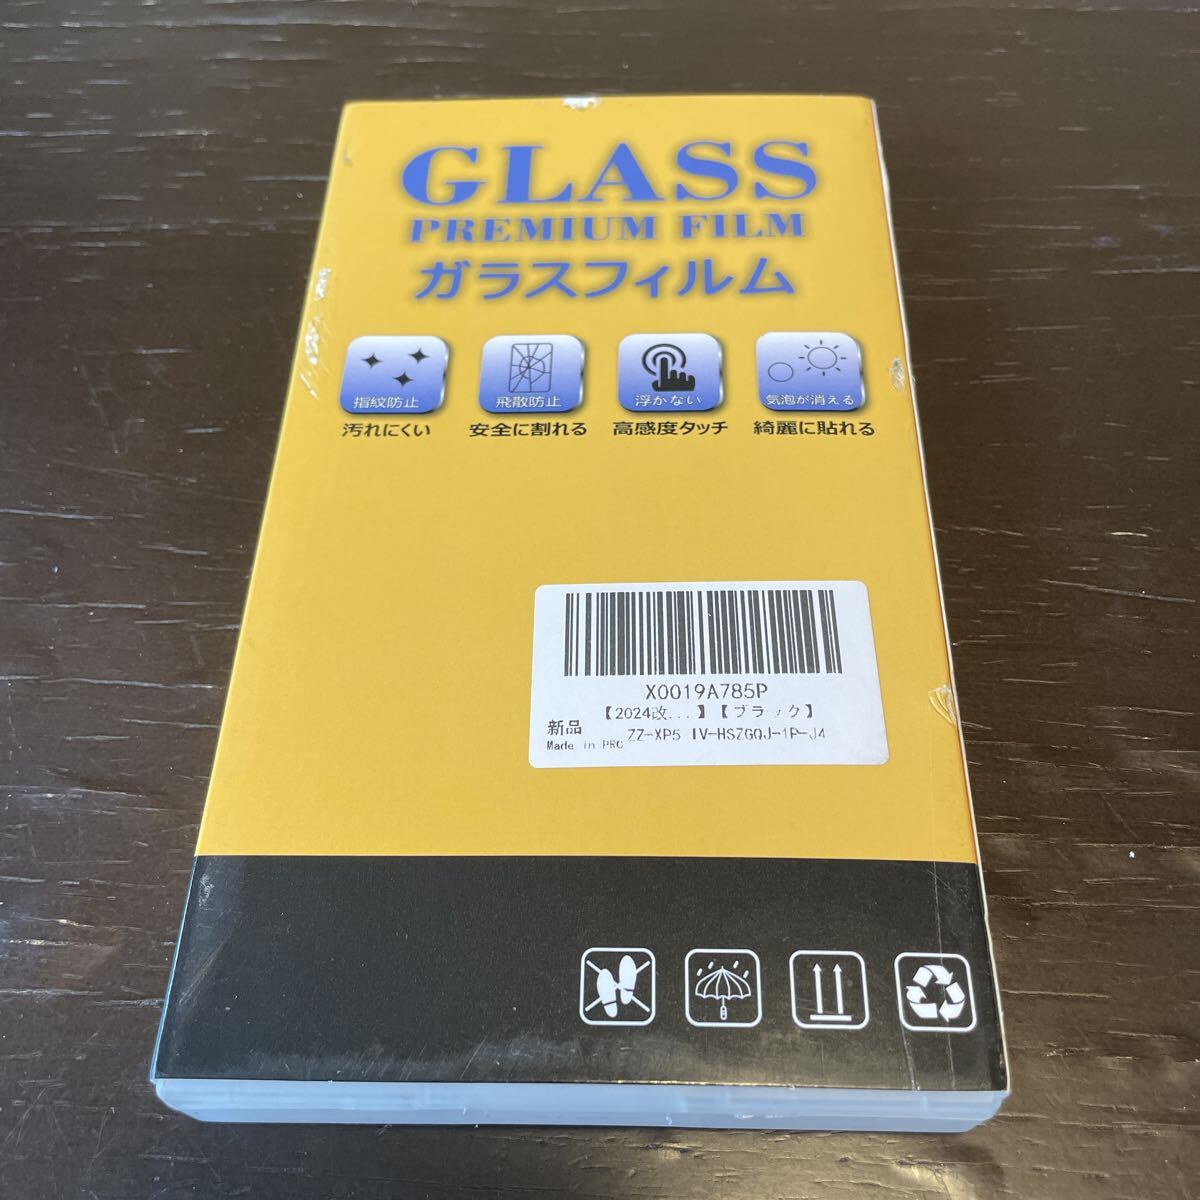 GLASS
PREMIUM FILM
ガラスフィルム
指紋防止 飛散防止 浮かない 気泡が消える
汚れにくい 安全に割れる 高感度タッチ 綺麗に貼れる
X0019A785P
【2024改...】【ブラック】
新品 ZZ-XP5 IV-HSZGQJ-1P-J4
Made in PRC